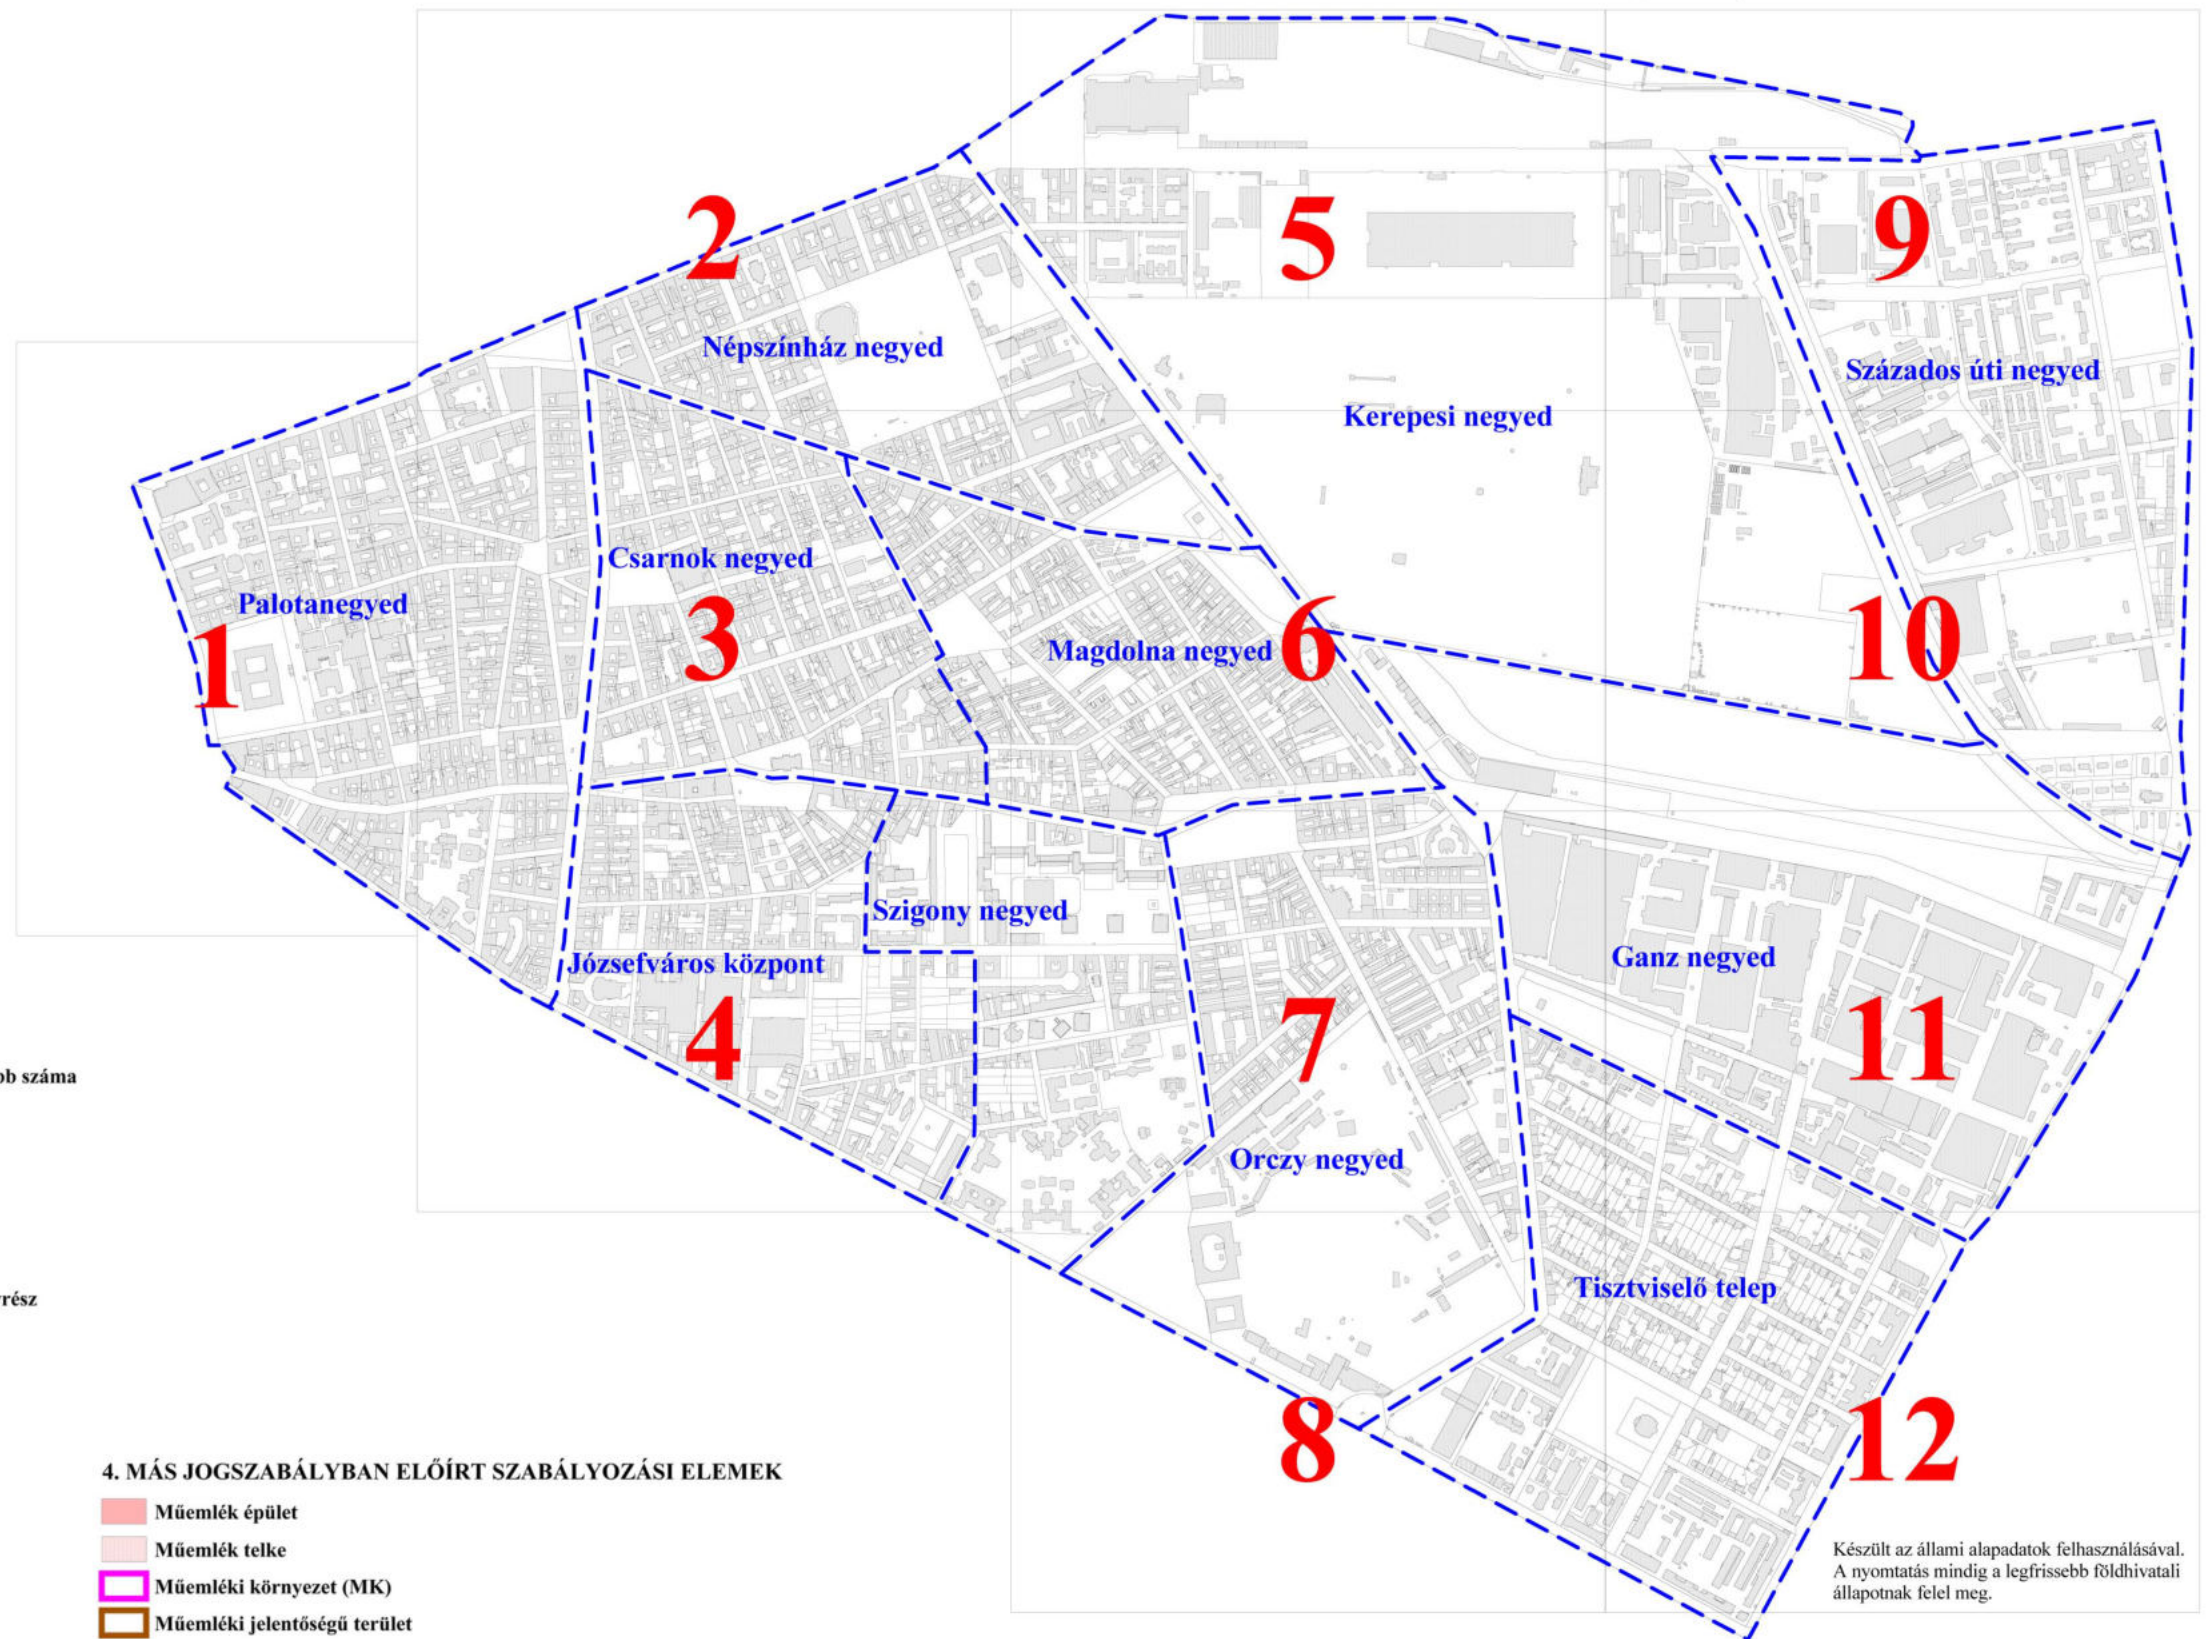 2
5
9
Népszínház negyed
Százados úti negyed
Kerepesi negyed
Csarnok negyed
Palotanegyed
1
3
Magdolna negyed
6
10
Szigony negyed
Józsefváros központ
Ganz negyed
4
7
11
bb száma
Orczy negyed
Tisztviselő telep
rész
8
12
4. MÁS JOGSZABÁLYBAN ELŐÍRT SZABÁLYOZÁSI ELEMEK
Műemlék épület
Műemlék telke
Műemléki környezet (MK)
Műemléki jelentőségű terület
Készült az állami alapadatok felhasználásával.
A nyomtatás mindig a legfrissebb földhivatali
állapotnak felel meg.